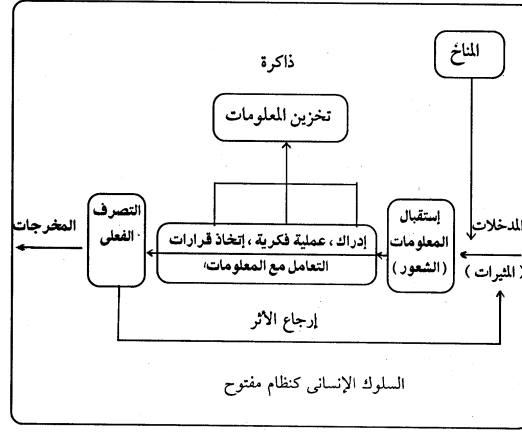 المناخ
ذاكرة
تخزين المعلومات
المدخلات
( المثيرات )
إستقبال
المعلومات
( الشعور )
إدراك ، عملية فكرية ، إتخاذ قرارات
التعامل مع المعلومات
التصرف
الفعلى
المخرجات
إرجاع الأثر
السلوك الإنسانى كنظام مفتوح